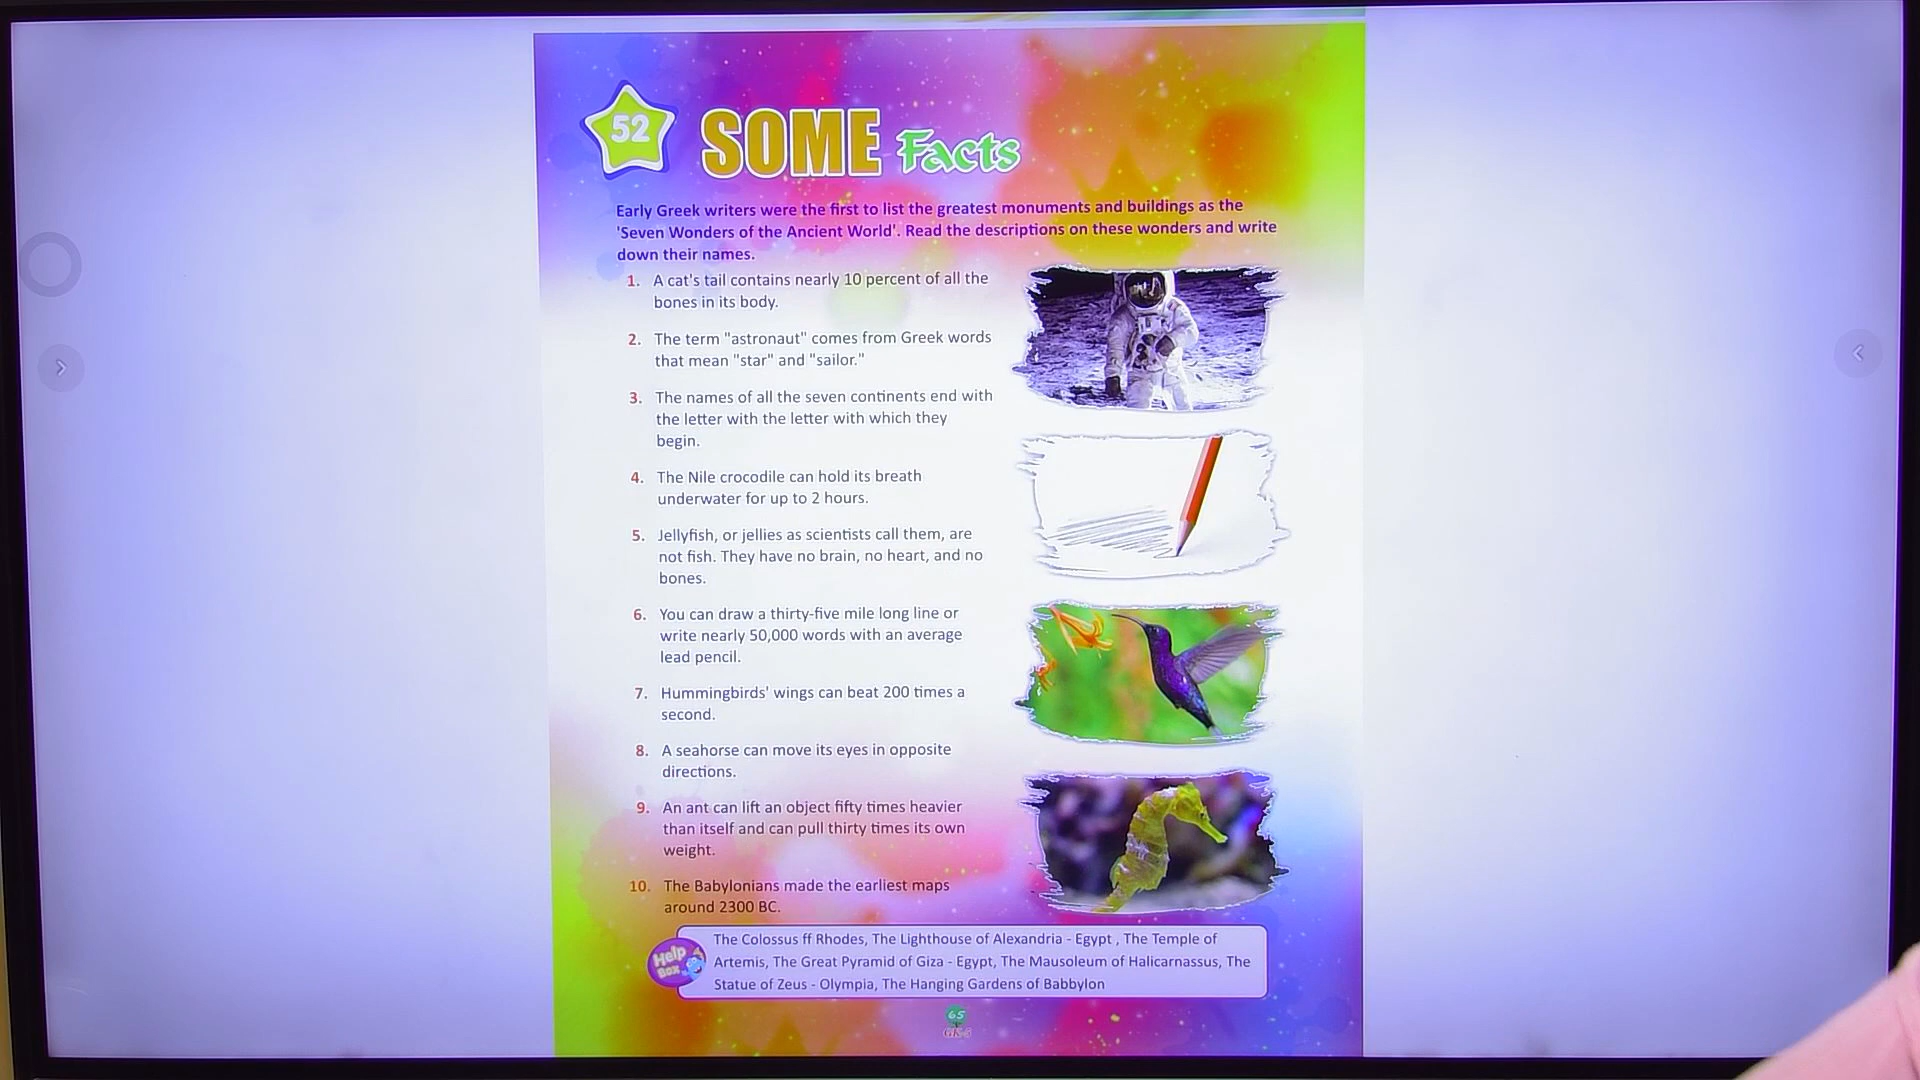 52
SOME Facts
Early Greek writers were the first to list the greatest monuments and buildings as the
'Seven Wonders of the Ancient World'. Read the descriptions on these wonders and write
down their names.
1. A cat's tail contains nearly 10 percent of all the
bones in its body.
2. The term "astronaut" comes from Greek words
that mean "star" and "sailor."
3. The names of all the seven continents end with
the letter with the letter with which they
begin.
4. The Nile crocodile can hold its breath
underwater for up to 2 hours.
5. Jellyfish, or jellies as scientists call them, are
not fish. They have no brain, no heart, and no
bones.
6. You can draw a thirty-five mile long line or
write nearly 50,000 words with an average
lead pencil.
7. Hummingbirds' wings can beat 200 times a
second.
8. A seahorse can move its eyes in opposite
directions.
9. An ant can lift an object fifty times heavier
than itself and can pull thirty times its own
weight.
10. The Babylonians made the earliest maps
around 2300 BC.
Help
Box
The Colossus ff Rhodes, The Lighthouse of Alexandria - Egypt , The Temple of
Artemis, The Great Pyramid of Giza - Egypt, The Mausoleum of Halicarnassus, The
Statue of Zeus - Olympia, The Hanging Gardens of Babbylon
65
GK-5